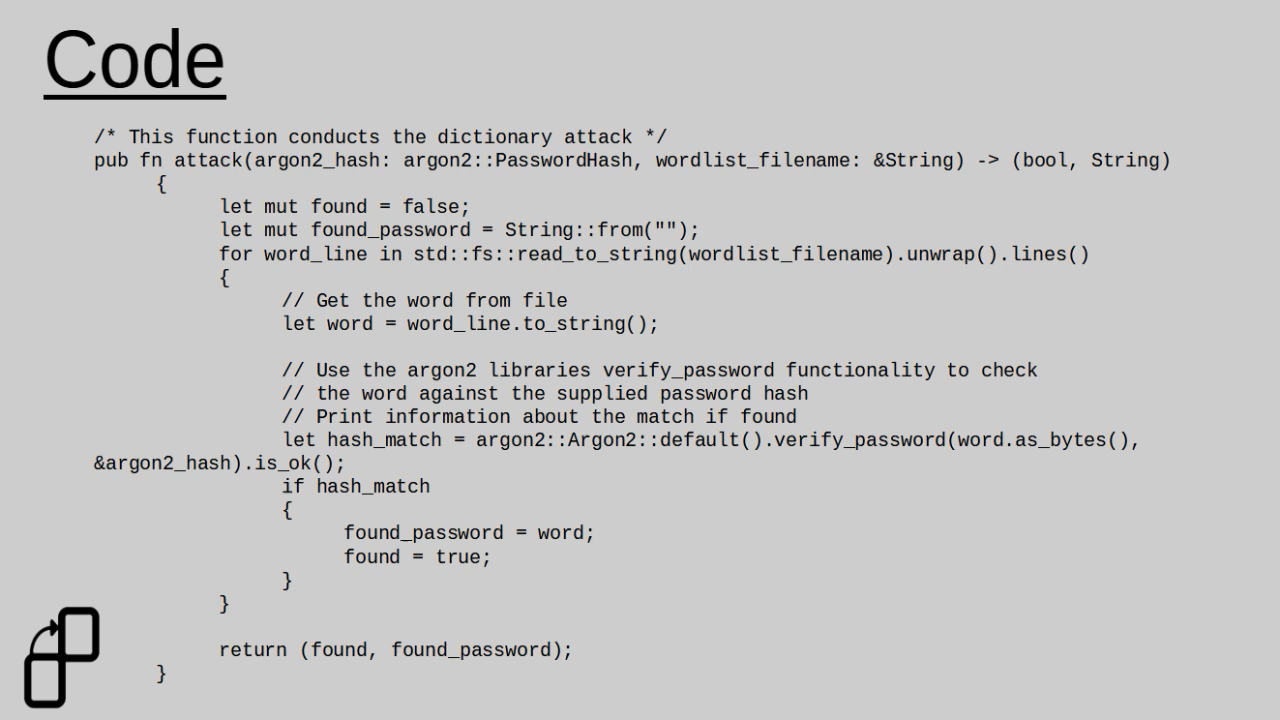 Code
/* This function conducts the dictionary attack */
pub fn attack(argon2_hash: argon2::PasswordHash, wordlist_filename: &String) -> (bool, String)
{
let mut found = false;
let mut found_password = String::from("");
for word_line in std::fs::read_to_string(wordlist_filename).unwrap().lines()
{
// Get the word from file
let word = word_line.to_string();
// Use the argon2 libraries verify_password functionality to check
// the word against the supplied password hash
// Print information about the match if found
let hash_match = argon2::Argon2::default().verify_password(word.as_bytes(),
&argon2_hash).is_ok();
if hash_match
{
found_password = word;
found = true;
}
}
return (found, found_password);
}